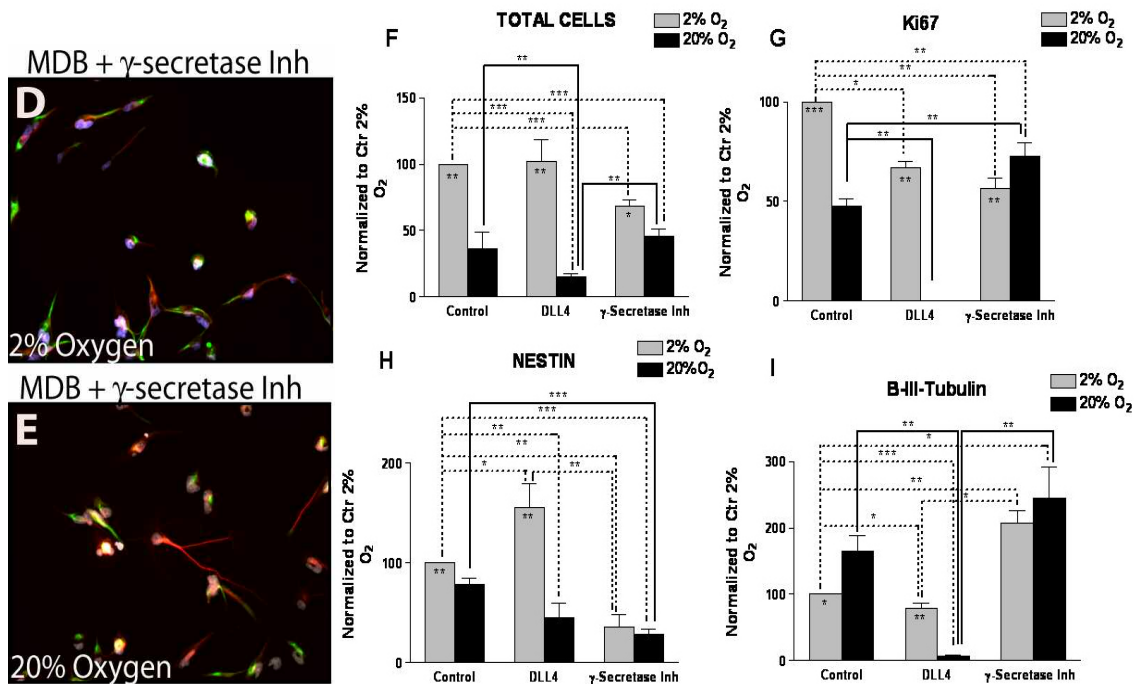 MDB + γ-secretase Inh
D
2% Oxygen
MDB + γ-secretase Inh
E
20% Oxygen
F
TOTAL CELLS
2% O2
20% O2
**
***
***
***
**
Normalized to Ctr 2%
O2
150
100
50
0
**
**
*
Control
DLL4
γ-Secretase Inh
G
Ki67
2% O2
20% O2
**
**
*
**
**
Normalized to Ctr 2%
O2
100
50
0
***
**
**
Control
DLL4
γ-Secretase Inh
H
NESTIN
2% O2
20%O2
***
***
**
**
*
**
Normalized to Ctr 2%
O2
200
100
0
**
**
Control
DLL4
γ-Secretase Inh
I
B-III-Tubulin
2% O2
20% O2
**
*
**
***
**
*
*
Normalized to Ctr 2%
O2
300
200
100
0
*
**
Control
DLL4
γ-Secretase Inh